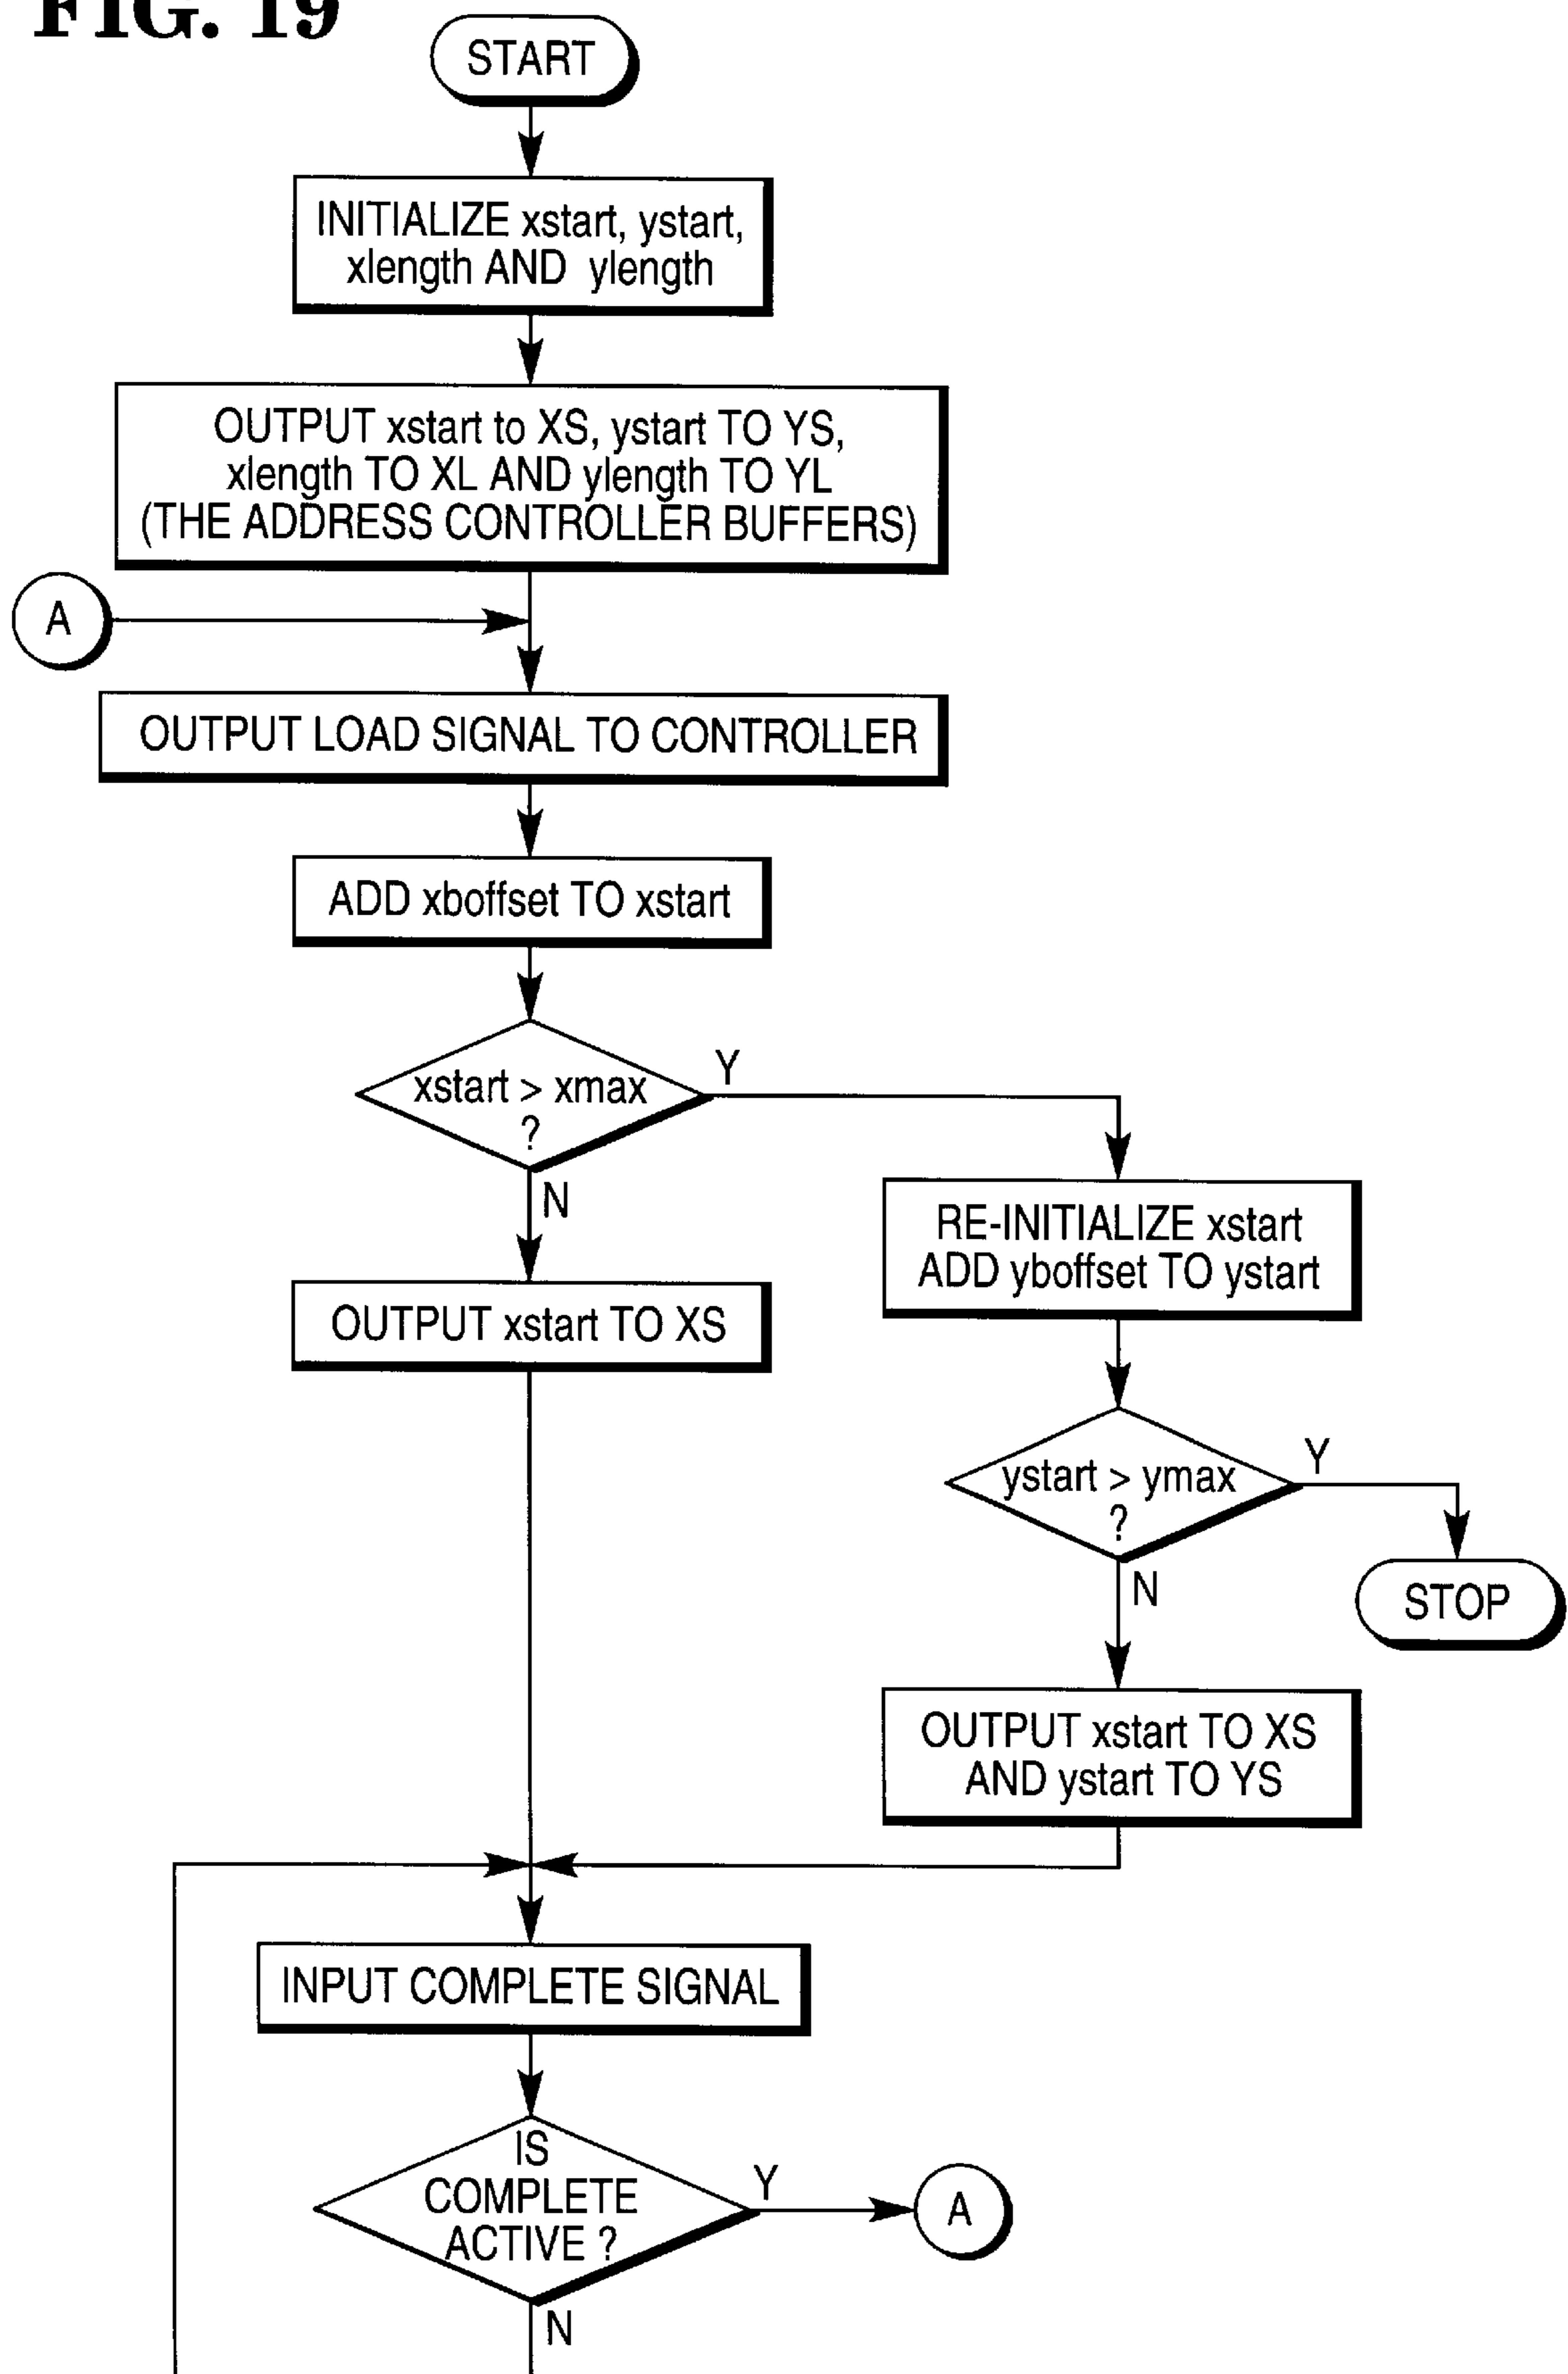 FIG. 19
START
INITIALIZE xstart, ystart,
xlength AND ylength
OUTPUT xstart to XS, ystart TO YS,
xlength TO XL AND ylength TO YL
(THE ADDRESS CONTROLLER BUFFERS)
A
OUTPUT LOAD SIGNAL TO CONTROLLER
ADD xboffset TO xstart
xstart > xmax
?
Y
N
RE-INITIALIZE xstart
ADD yboffset TO ystart
OUTPUT xstart TO XS
ystart > ymax
?
Y
N
STOP
OUTPUT xstart TO XS
AND ystart TO YS
INPUT COMPLETE SIGNAL
IS
COMPLETE
ACTIVE ?
Y
A
N